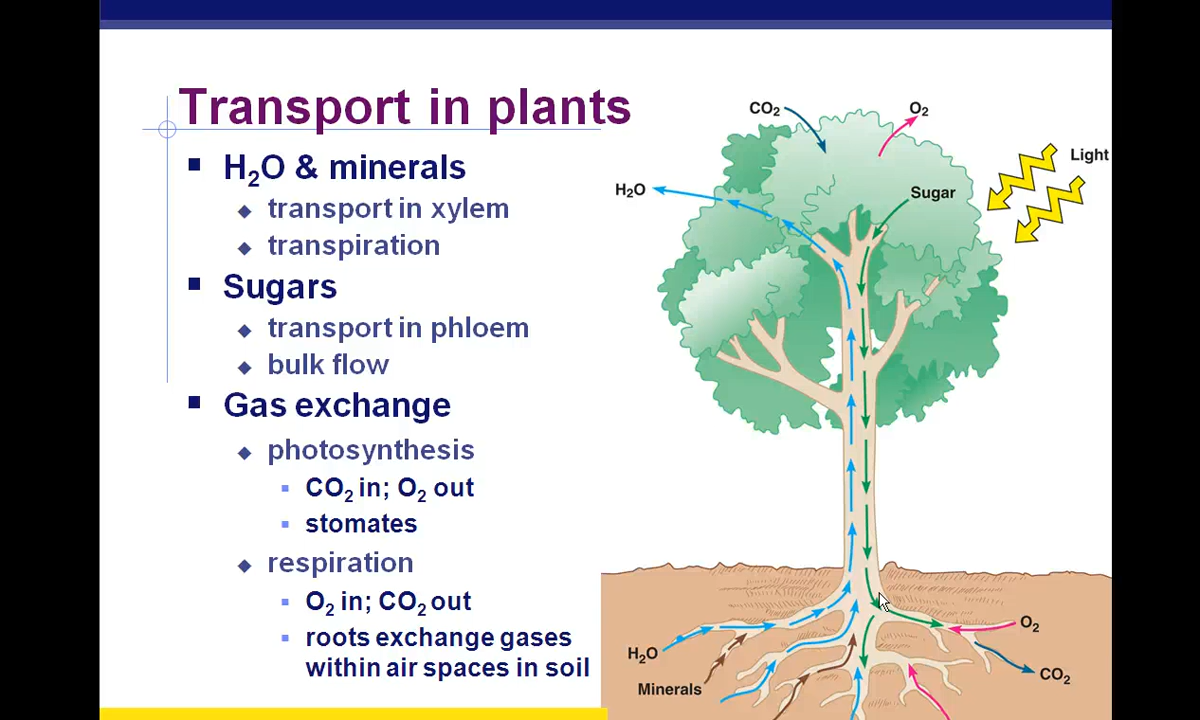 Transport in plants
H₂O & minerals
transport in xylem
transpiration
Sugars
transport in phloem
bulk flow
Gas exchange
photosynthesis
CO₂ in; O₂ out
stomates
respiration
O₂ in; CO₂ out
roots exchange gases
within air spaces in soil
CO₂
O₂
Light
H₂O
Sugar
O₂
H₂O
CO₂
Minerals